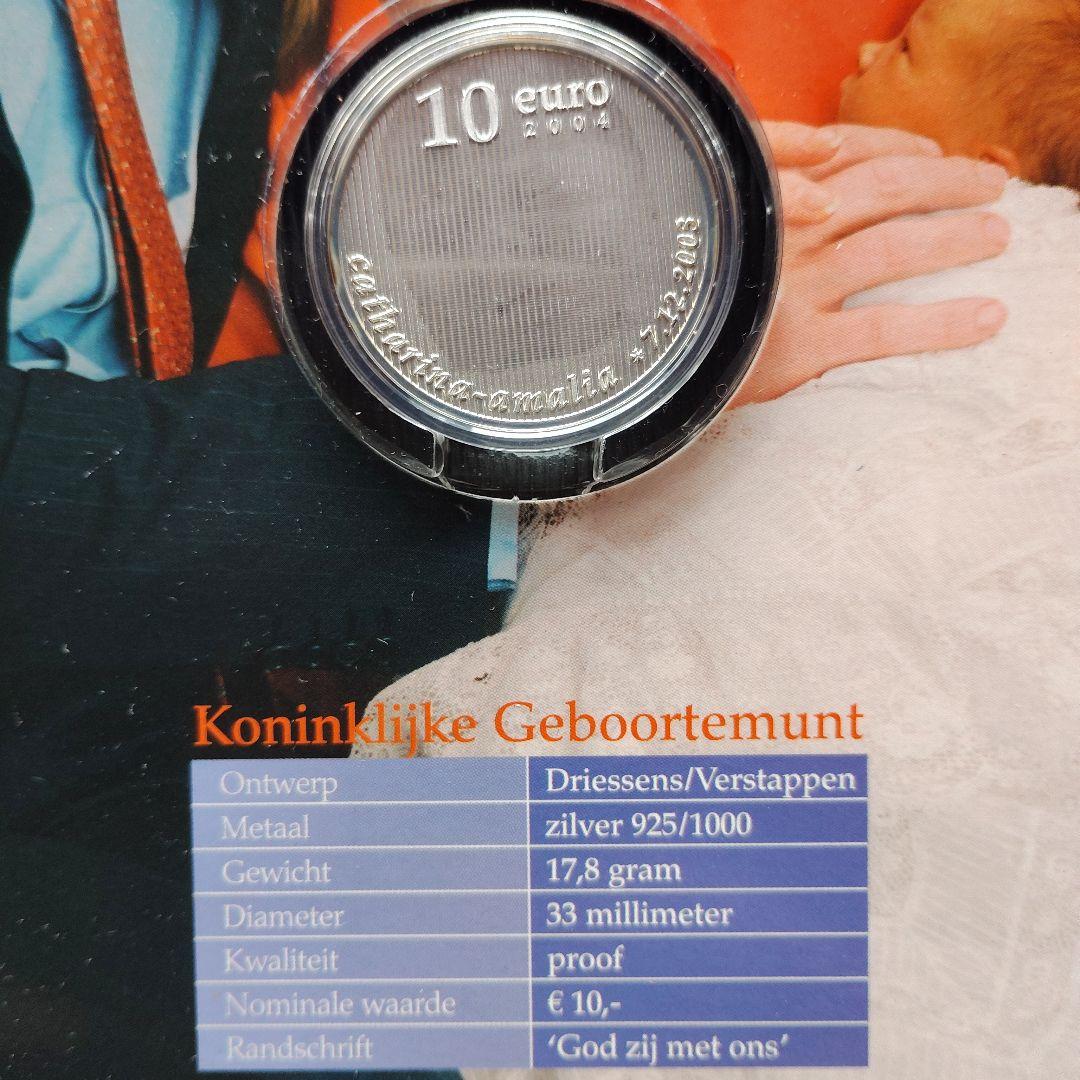 10 euro
2004
catharina-amalia *7.12.2003
Koninklijke Geboortemunt
Ontwerp Driessens/Verstappen
Metaal zilver 925/1000
Gewicht 17,8 gram
Diameter 33 millimeter
Kwaliteit proof
Nominale waarde € 10,-
Randschrift ‘God zij met ons’